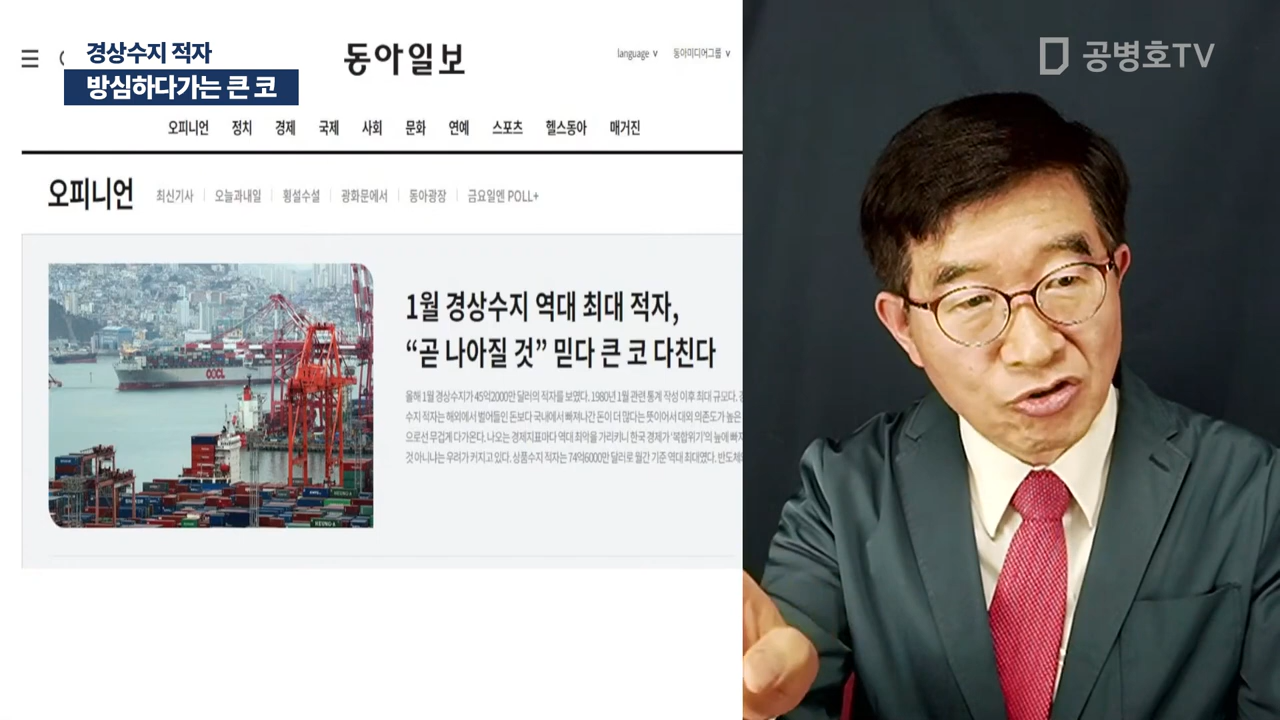 경상수지 적자
방심하다가는 큰 코
동아일보
language ∨ 동아미디어그룹 ∨
공병호TV
오피니언 정치 경제 국제 사회 문화 연예 스포츠 헬스동아 매거진
오피니언 최신기사 오늘과내일 횡설수설 광화문에서 동아광장 금요일엔 POLL+
1월 경상수지 역대 최대 적자,
“곧 나아질 것” 믿다 큰 코 다친다
올해 1월 경상수지가 45억2000만 달러의 적자를 보였다. 1980년 1월 관련 통계 작성 이후 최대 규모다.
수지 적자는 해외에서 벌어들인 돈보다 국내에서 빠져나간 돈이 더 많다는 뜻이어서 대외 의존도가 높은
으로선 무겁게 다가온다. 나오는 경제지표마다 역대 최악을 가리키니 한국 경제가 ‘복합위기’의 늪에 빠져
것 아니냐는 우려가 커지고 있다. 상품수지 적자는 74억6000만 달러로 월간 기준 역대 최대였다. 반도체
OOCL